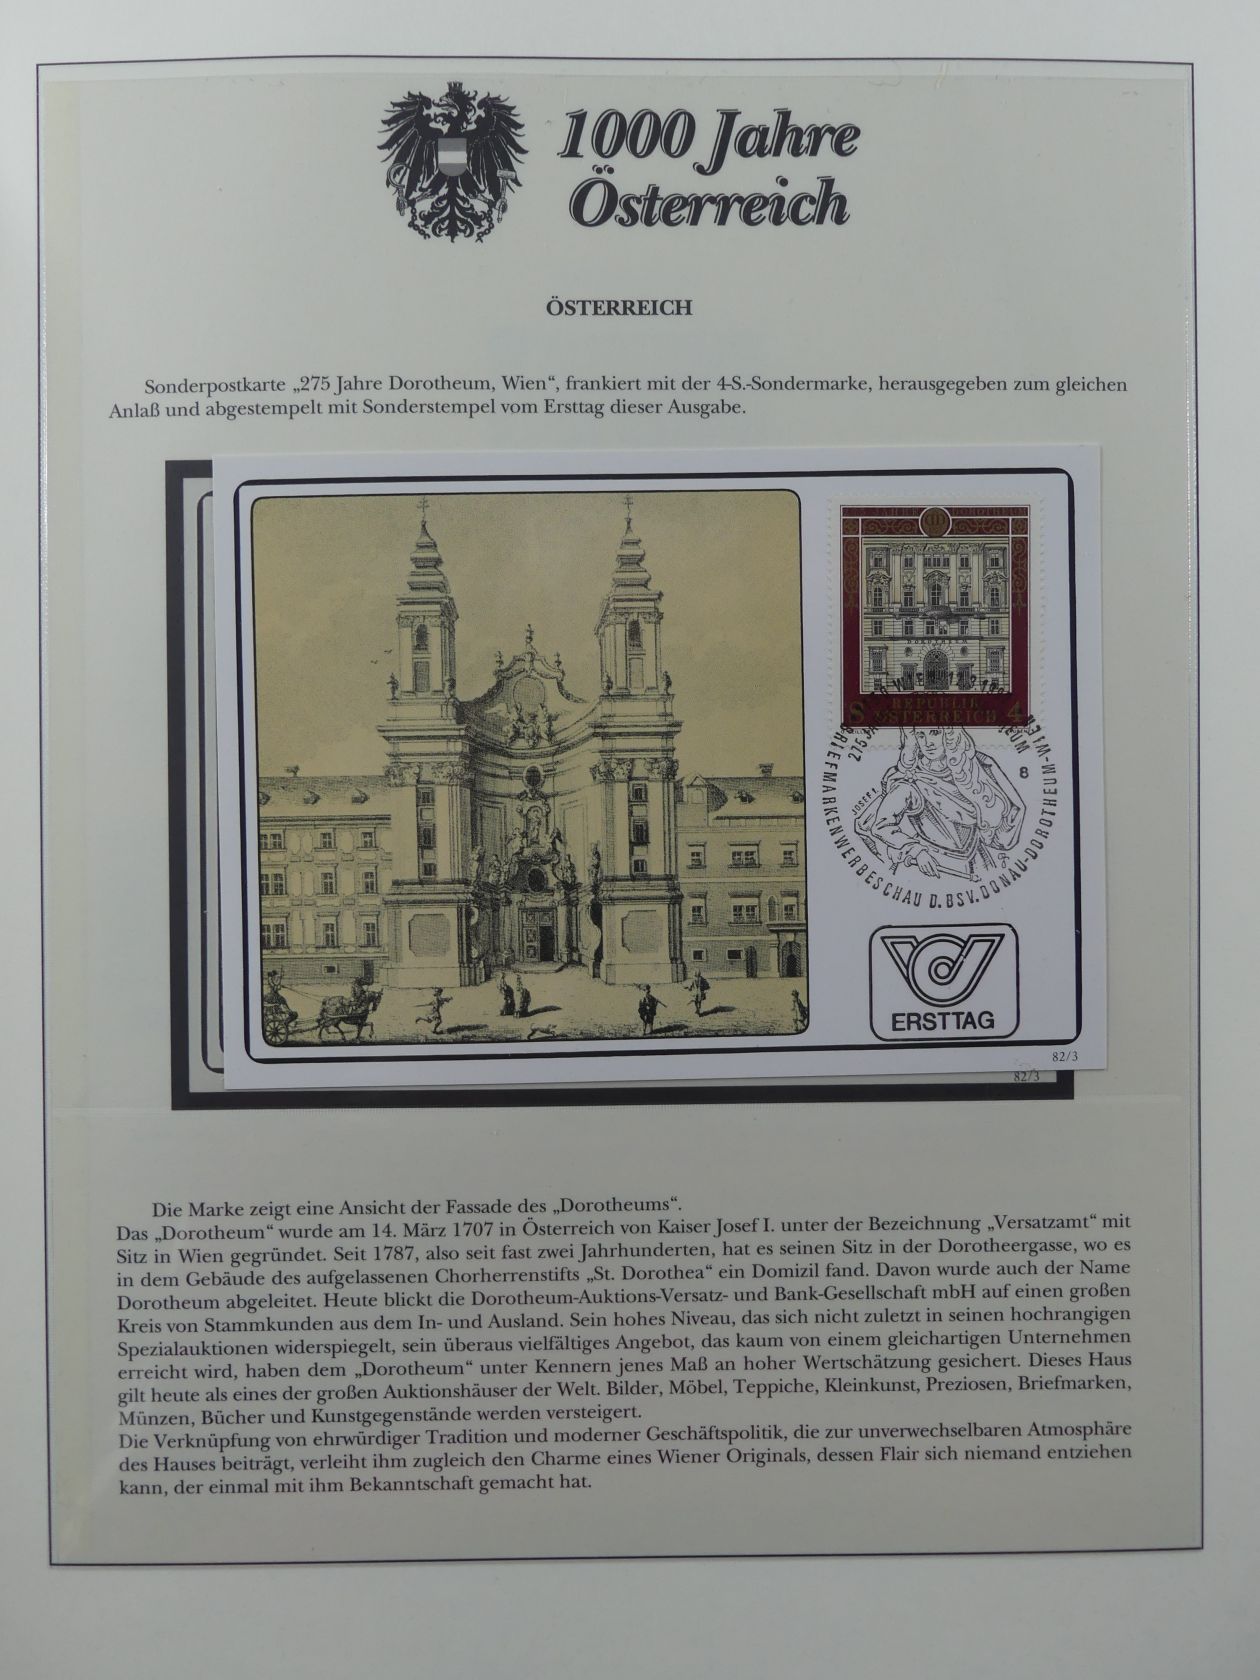 1000 Jahre
Österreich
ÖSTERREICH
Sonderpostkarte „275 Jahre Dorotheum, Wien“, frankiert mit der 4-S.-Sondermarke, herausgegeben zum gleichen
Anlaß und abgestempelt mit Sonderstempel vom Ersttag dieser Ausgabe.
DOROTHEUM
REPUBLIK
S ÖSTERREICH 4
JOSEF I.
8
BRIEFMARKENWERBESCHAU D. BSV. DONAU-DOROTHEUM-WIEN
ERSTTAG
82/3
82/3
Die Marke zeigt eine Ansicht der Fassade des „Dorotheums“.
Das „Dorotheum“ wurde am 14. März 1707 in Österreich von Kaiser Josef I. unter der Bezeichnung „Versatzamt“ mit
Sitz in Wien gegründet. Seit 1787, also seit fast zwei Jahrhunderten, hat es seinen Sitz in der Dorotheergasse, wo es
in dem Gebäude des aufgelassenen Chorherrenstifts „St. Dorothea“ ein Domizil fand. Davon wurde auch der Name
Dorotheum abgeleitet. Heute blickt die Dorotheum-Auktions-Versatz- und Bank-Gesellschaft mbH auf einen großen
Kreis von Stammkunden aus dem In- und Ausland. Sein hohes Niveau, das sich nicht zuletzt in seinen hochrangigen
Spezialauktionen widerspiegelt, sein überaus vielfältiges Angebot, das kaum von einem gleichartigen Unternehmen
erreicht wird, haben dem „Dorotheum“ unter Kennern jenes Maß an hoher Wertschätzung gesichert. Dieses Haus
gilt heute als eines der großen Auktionshäuser der Welt. Bilder, Möbel, Teppiche, Kleinkunst, Preziosen, Briefmarken,
Münzen, Bücher und Kunstgegenstände werden versteigert.
Die Verknüpfung von ehrwürdiger Tradition und moderner Geschäftspolitik, die zur unverwechselbaren Atmosphäre
des Hauses beiträgt, verleiht ihm zugleich den Charme eines Wiener Originals, dessen Flair sich niemand entziehen
kann, der einmal mit ihm Bekanntschaft gemacht hat.